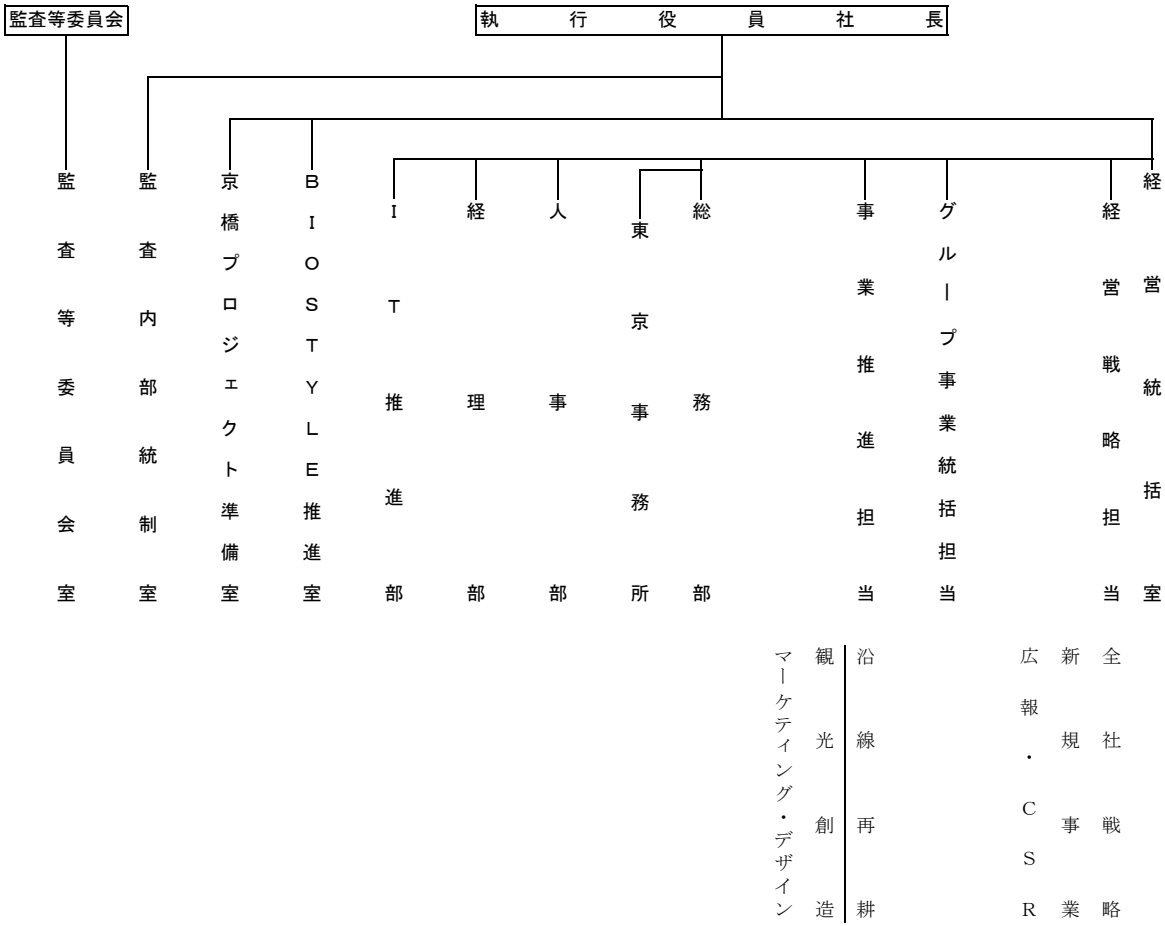 監査等委員会
執行役員社長
経営統括室
経営戦略担当
グループ事業統括担当
事業推進担当
総務部
東京事務所
人事部
経理部
IT推進部
BIOSTYLE推進室
京橋プロジェクト準備室
監査内部統制室
監査等委員会室
全社戦略
新規事業
広報・CSR
沿線再耕
観光創造
マーケティング・デザイン